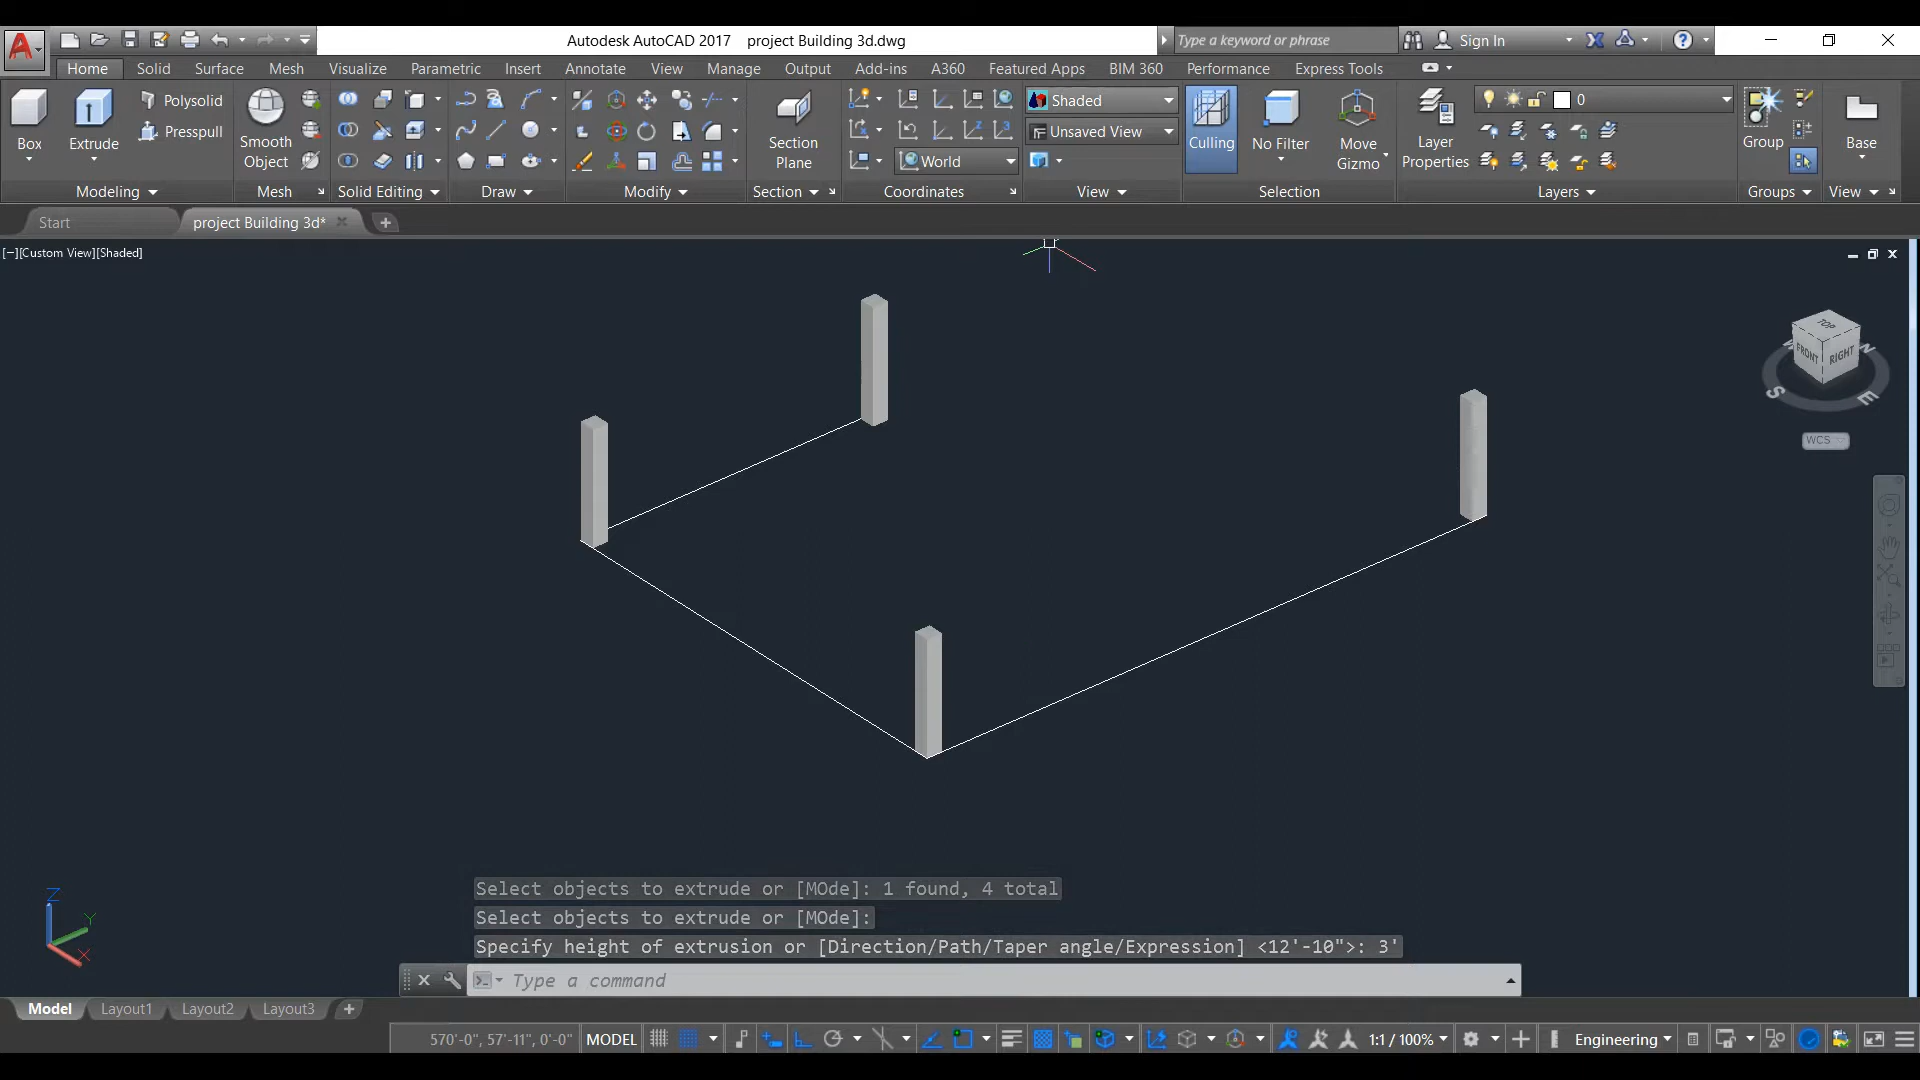 Autodesk AutoCAD 2017 project Building 3d.dwg
Type a keyword or phrase
Sign In
Home Solid Surface Mesh Visualize Parametric Insert Annotate View Manage Output Add-ins A360 Featured Apps BIM 360 Performance Express Tools
Box
Extrude
Polysolid
Presspull
Modeling
Smooth
Object
Mesh
Solid Editing
Draw
Modify
Section
Plane
Section
World
Coordinates
Shaded
Unsaved View
View
Culling
No Filter
Move
Gizmo
Selection
Layer
Properties
0
Layers
Group
Groups
Base
View
Start
project Building 3d*
[−][Custom View][Shaded]
TOP
FRONT
RIGHT
W
N
S
E
WCS
Z
Y
X
Select objects to extrude or [MOde]: 1 found, 4 total
Select objects to extrude or [MOde]:
Specify height of extrusion or [Direction/Path/Taper angle/Expression] <12'-10">: 3'
Type a command
Model Layout1 Layout2 Layout3
570'-0", 57'-11", 0'-0"
MODEL
1:1 / 100%
Engineering